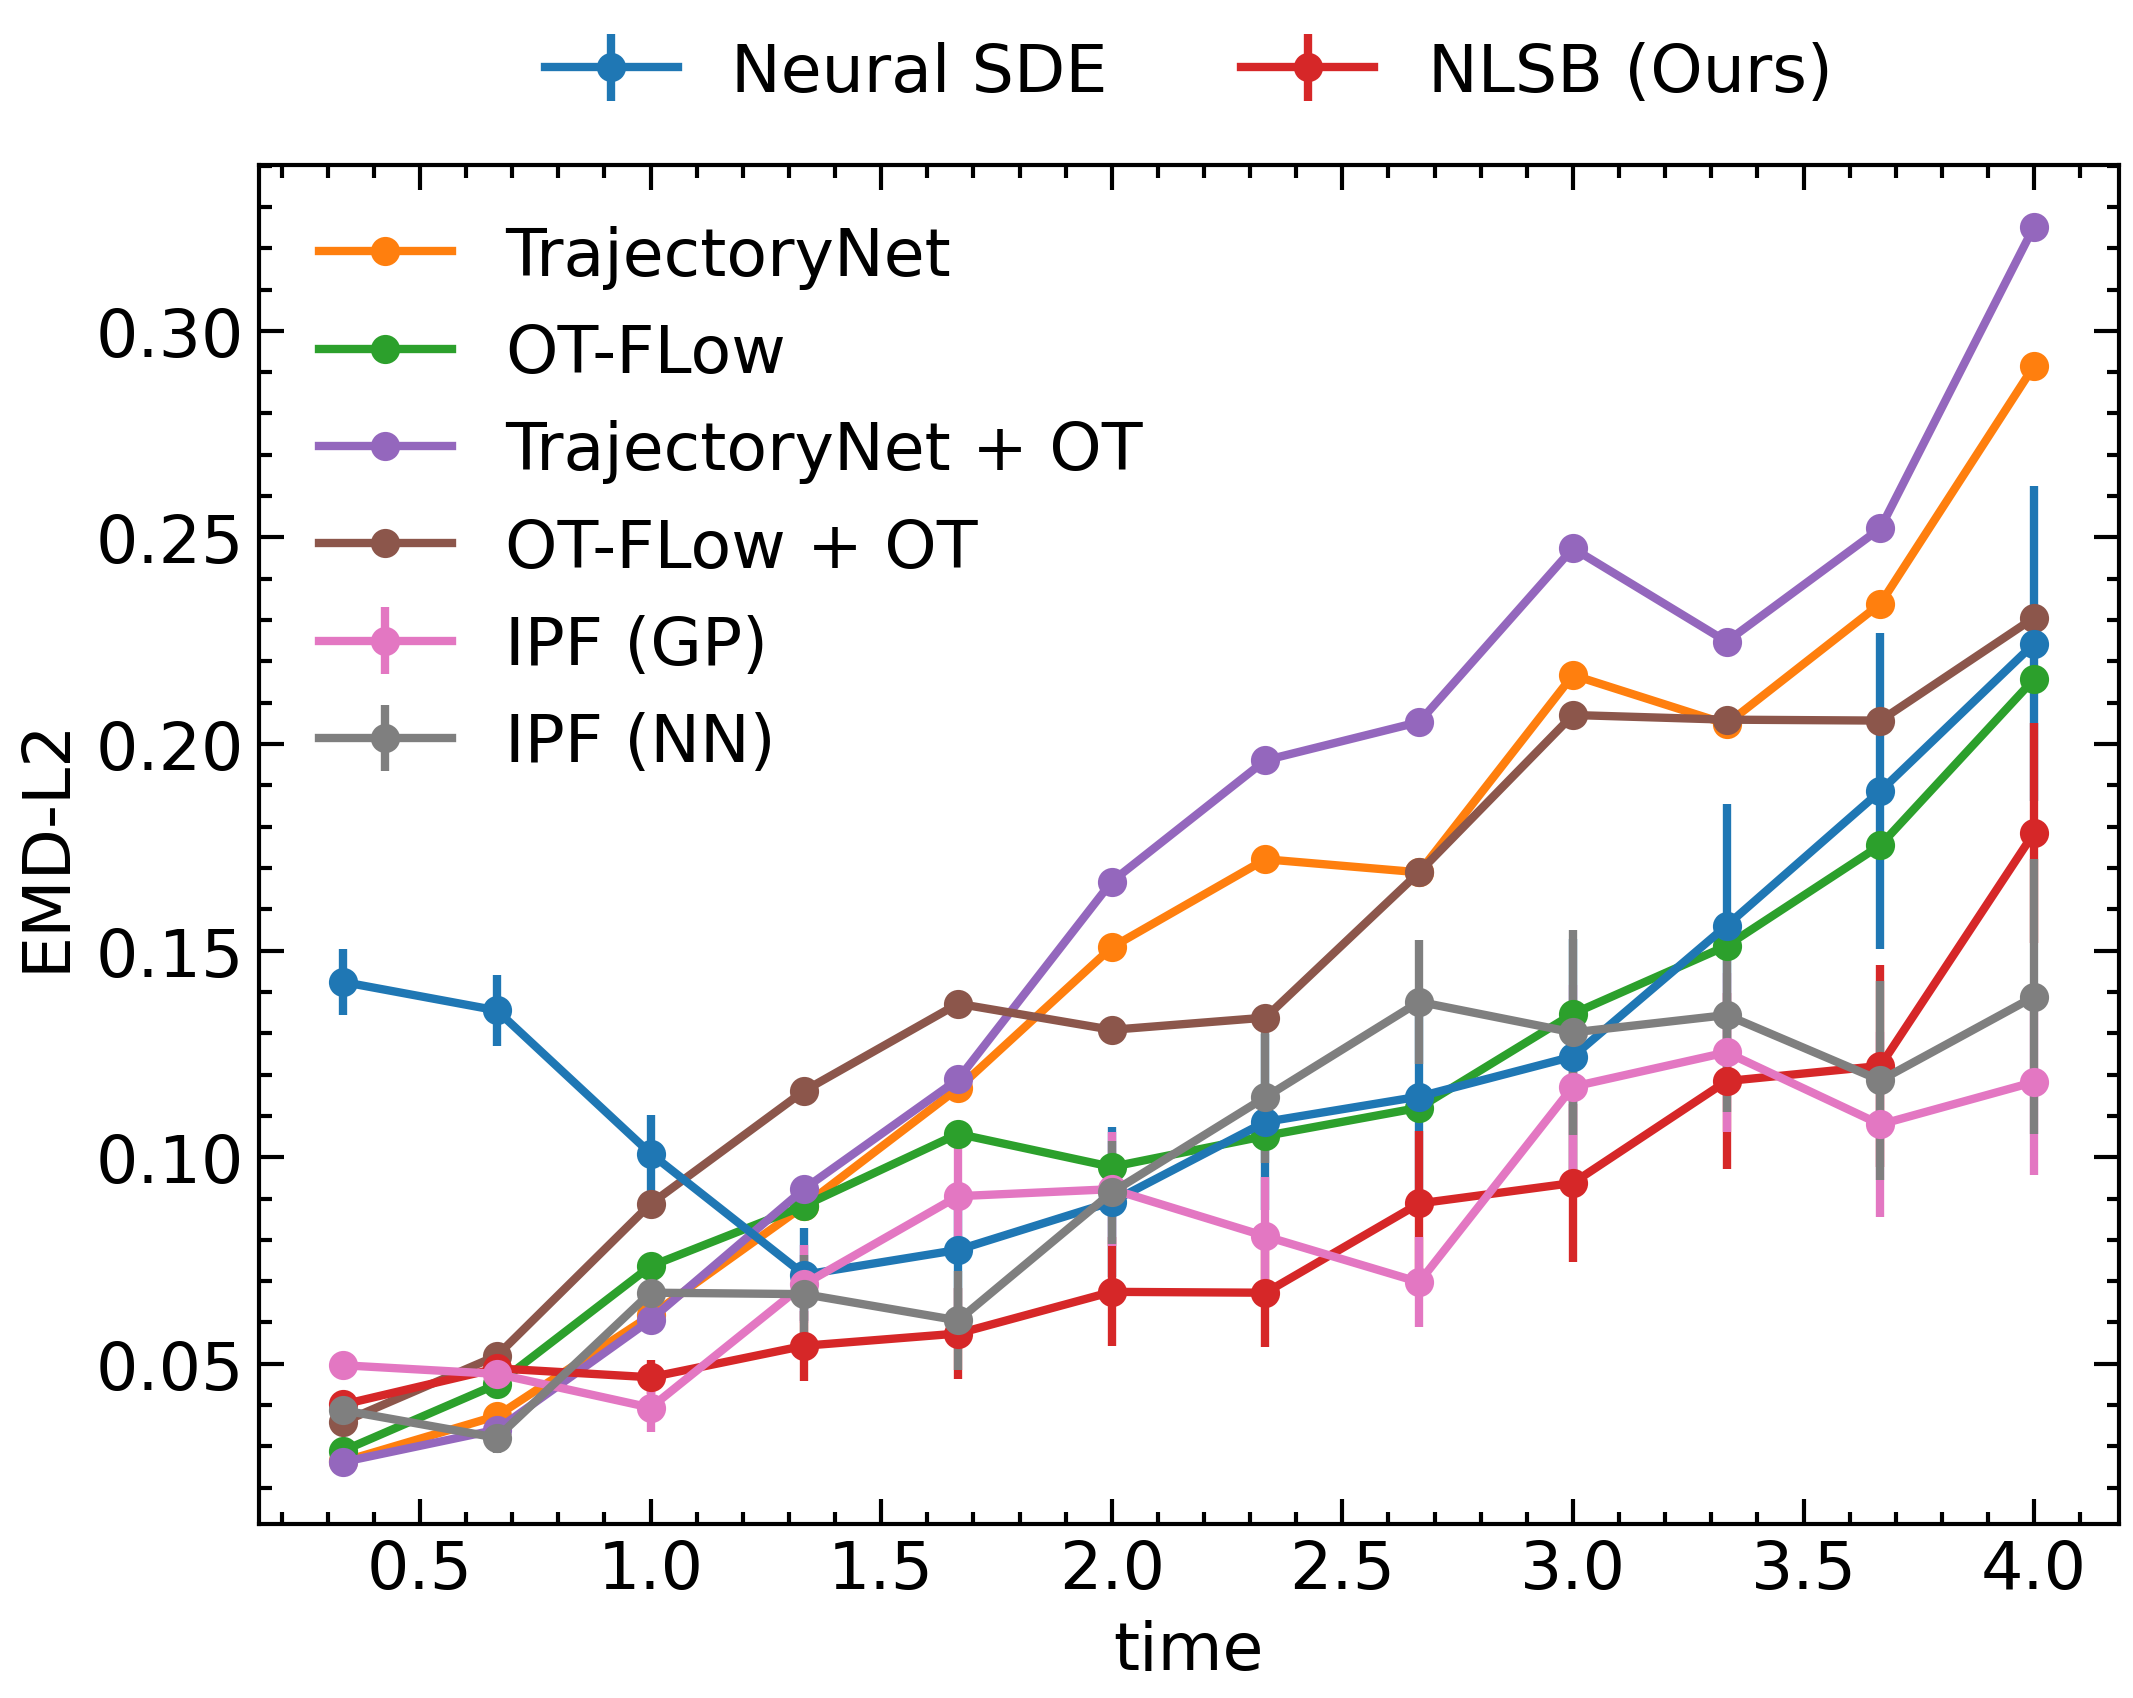 Neural SDE NLSB (Ours)
TrajectoryNet
OT-FLow
TrajectoryNet + OT
OT-FLow + OT
IPF (GP)
IPF (NN)
EMD-L2
0.30
0.25
0.20
0.15
0.10
0.05
0.5 1.0 1.5 2.0 2.5 3.0 3.5 4.0
time